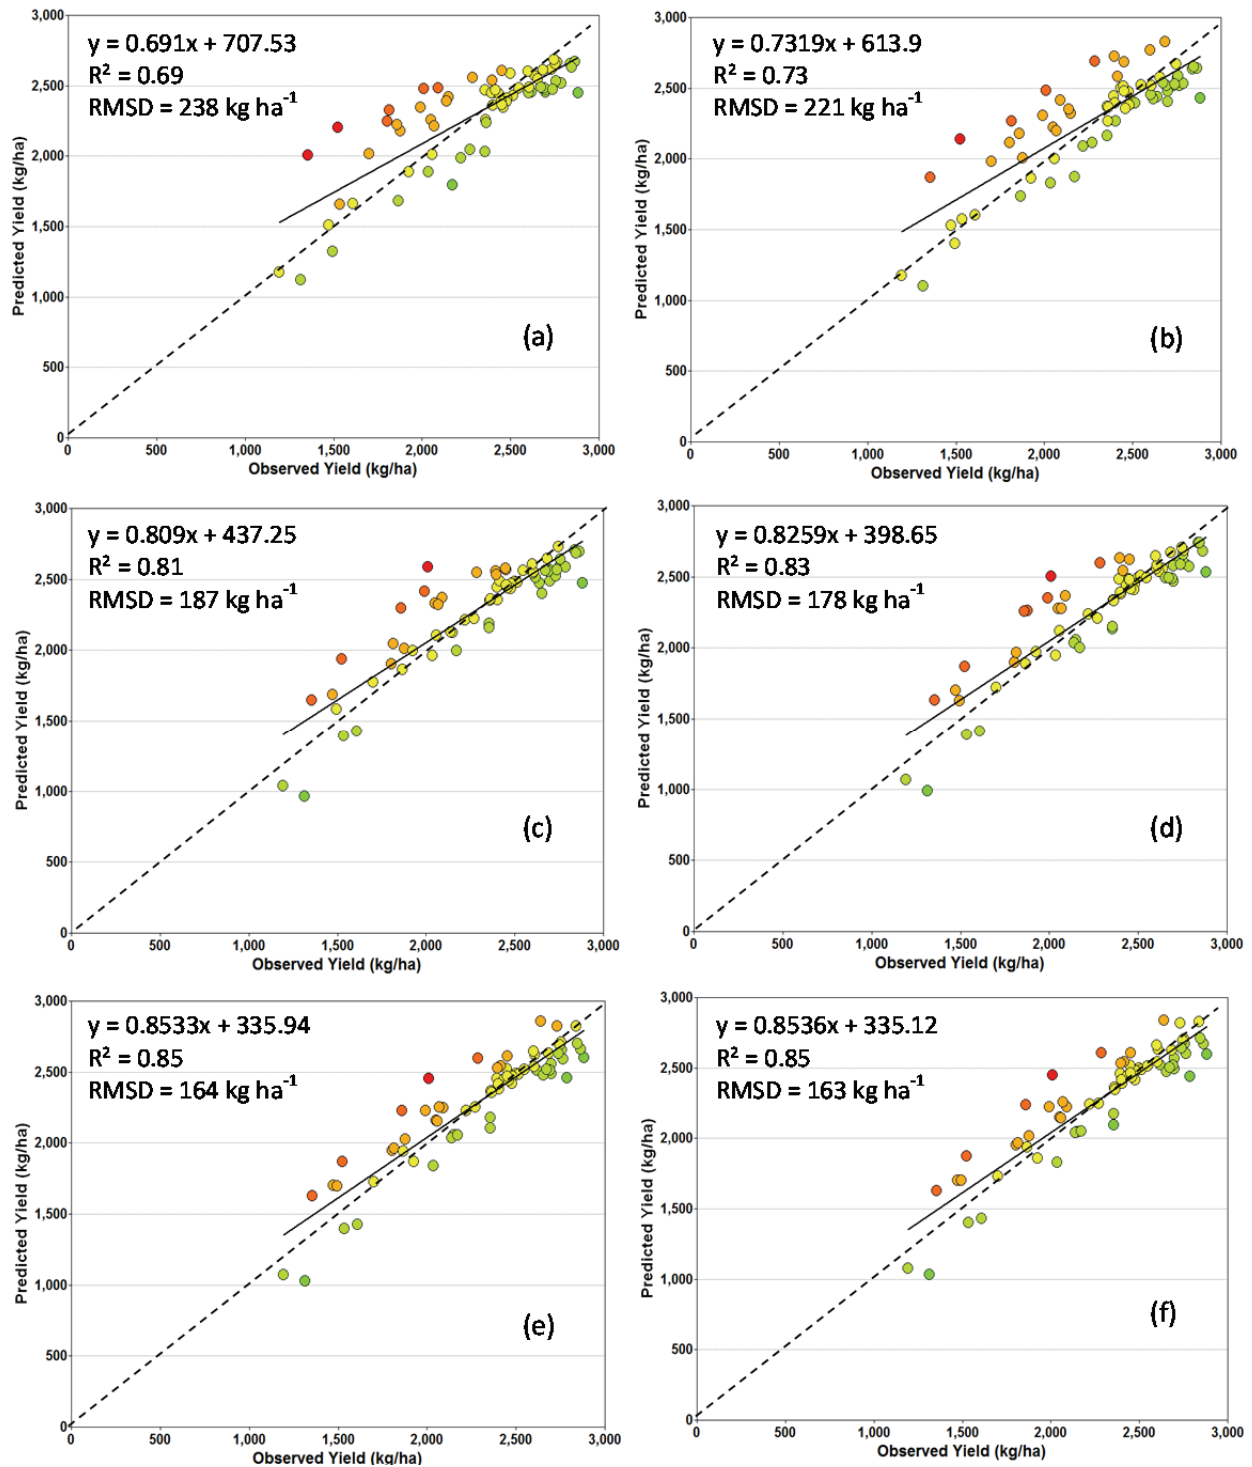 y = 0.691x + 707.53
R² = 0.69
RMSD = 238 kg ha⁻¹
3,000
2,500
2,000
1,500
1,000
500
0
Predicted Yield (kg/ha)
(a)
0 500 1,000 1,500 2,000 2,500 3,000
Observed Yield (kg/ha)
y = 0.7319x + 613.9
R² = 0.73
RMSD = 221 kg ha⁻¹
3,000
2,500
2,000
1,500
1,000
500
0
Predicted Yield (kg/ha)
(b)
0 500 1,000 1,500 2,000 2,500 3,000
Observed Yield (kg/ha)
y = 0.809x + 437.25
R² = 0.81
RMSD = 187 kg ha⁻¹
3,000
2,500
2,000
1,500
1,000
500
0
Predicted Yield (kg/ha)
(c)
0 500 1,000 1,500 2,000 2,500 3,000
Observed Yield (kg/ha)
y = 0.8259x + 398.65
R² = 0.83
RMSD = 178 kg ha⁻¹
3,000
2,500
2,000
1,500
1,000
500
0
Predicted Yield (kg/ha)
(d)
0 500 1,000 1,500 2,000 2,500 3,000
Observed Yield (kg/ha)
y = 0.8533x + 335.94
R² = 0.85
RMSD = 164 kg ha⁻¹
3,000
2,500
2,000
1,500
1,000
500
0
Predicted Yield (kg/ha)
(e)
0 500 1,000 1,500 2,000 2,500 3,000
Observed Yield (kg/ha)
y = 0.8536x + 335.12
R² = 0.85
RMSD = 163 kg ha⁻¹
3,000
2,500
2,000
1,500
1,000
500
0
Predicted Yield (kg/ha)
(f)
0 500 1,000 1,500 2,000 2,500 3,000
Observed Yield (kg/ha)